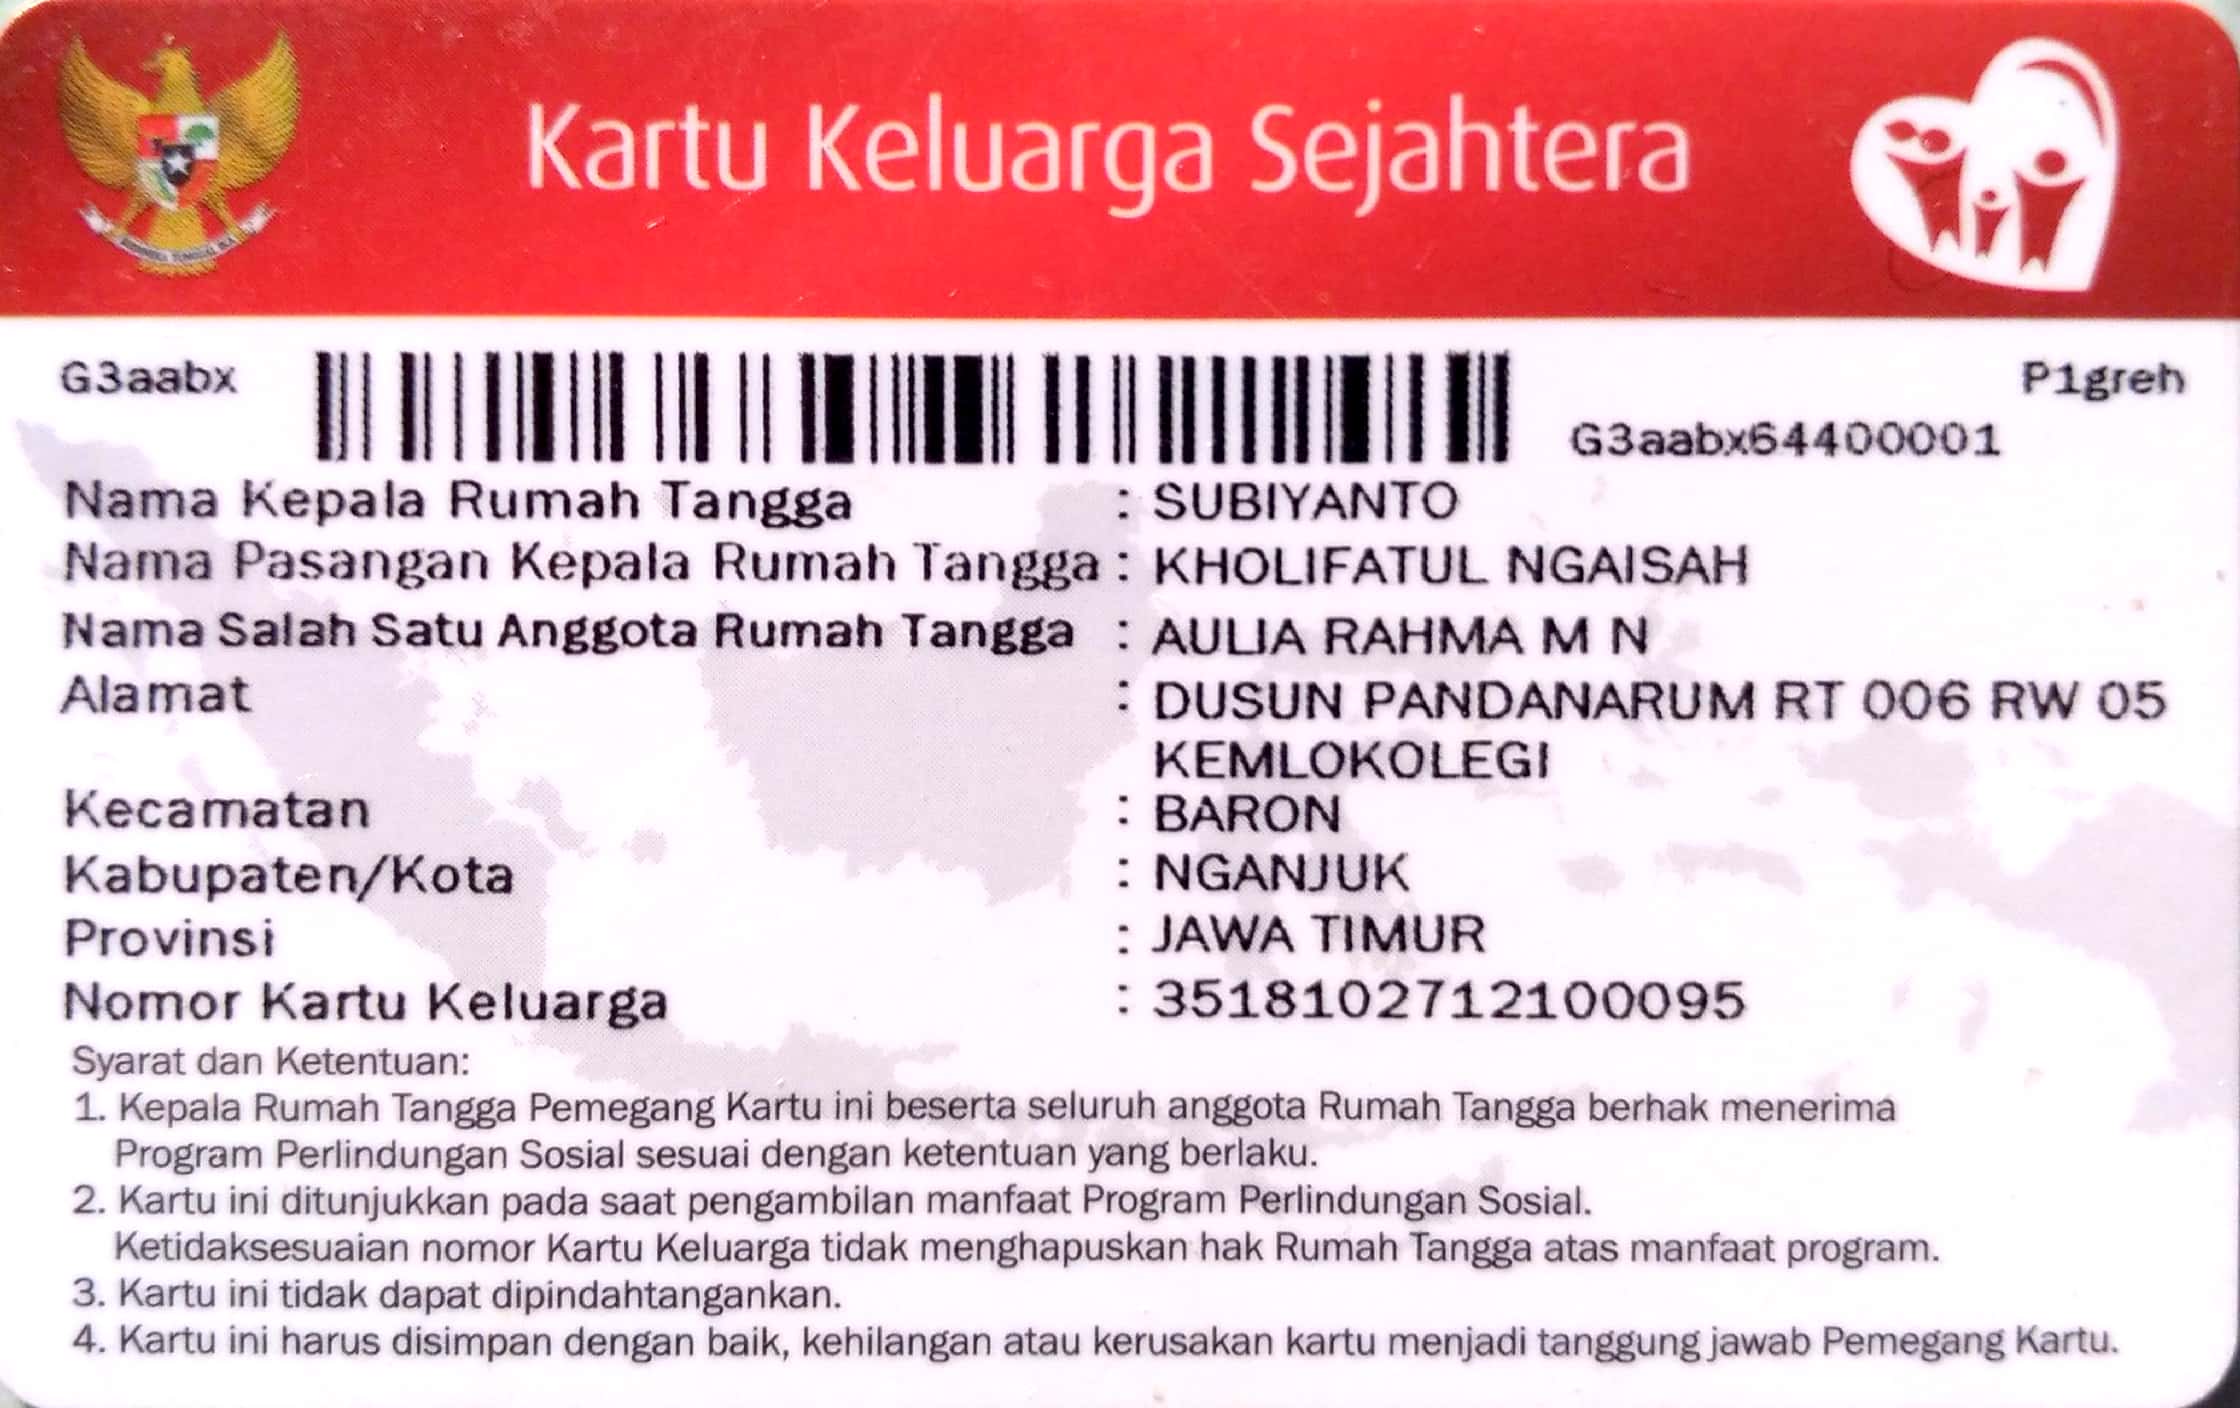 Kartu Keluarga Sejahtera
G3aabx
P1greh
G3aabx64400001
Nama Kepala Rumah Tangga : SUBIYANTO
Nama Pasangan Kepala Rumah Tangga : KHOLIFATUL NGAISAH
Nama Salah Satu Anggota Rumah Tangga : AULIA RAHMA M N
Alamat : DUSUN PANDANARUM RT 006 RW 05
KEMLOKOLEGI
Kecamatan : BARON
Kabupaten/Kota : NGANJUK
Provinsi : JAWA TIMUR
Nomor Kartu Keluarga : 3518102712100095
Syarat dan Ketentuan:
1. Kepala Rumah Tangga Pemegang Kartu ini beserta seluruh anggota Rumah Tangga berhak menerima
Program Perlindungan Sosial sesuai dengan ketentuan yang berlaku.
2. Kartu ini ditunjukkan pada saat pengambilan manfaat Program Perlindungan Sosial.
Ketidaksesuaian nomor Kartu Keluarga tidak menghapuskan hak Rumah Tangga atas manfaat program.
3. Kartu ini tidak dapat dipindahtangankan.
4. Kartu ini harus disimpan dengan baik, kehilangan atau kerusakan kartu menjadi tanggung jawab Pemegang Kartu.